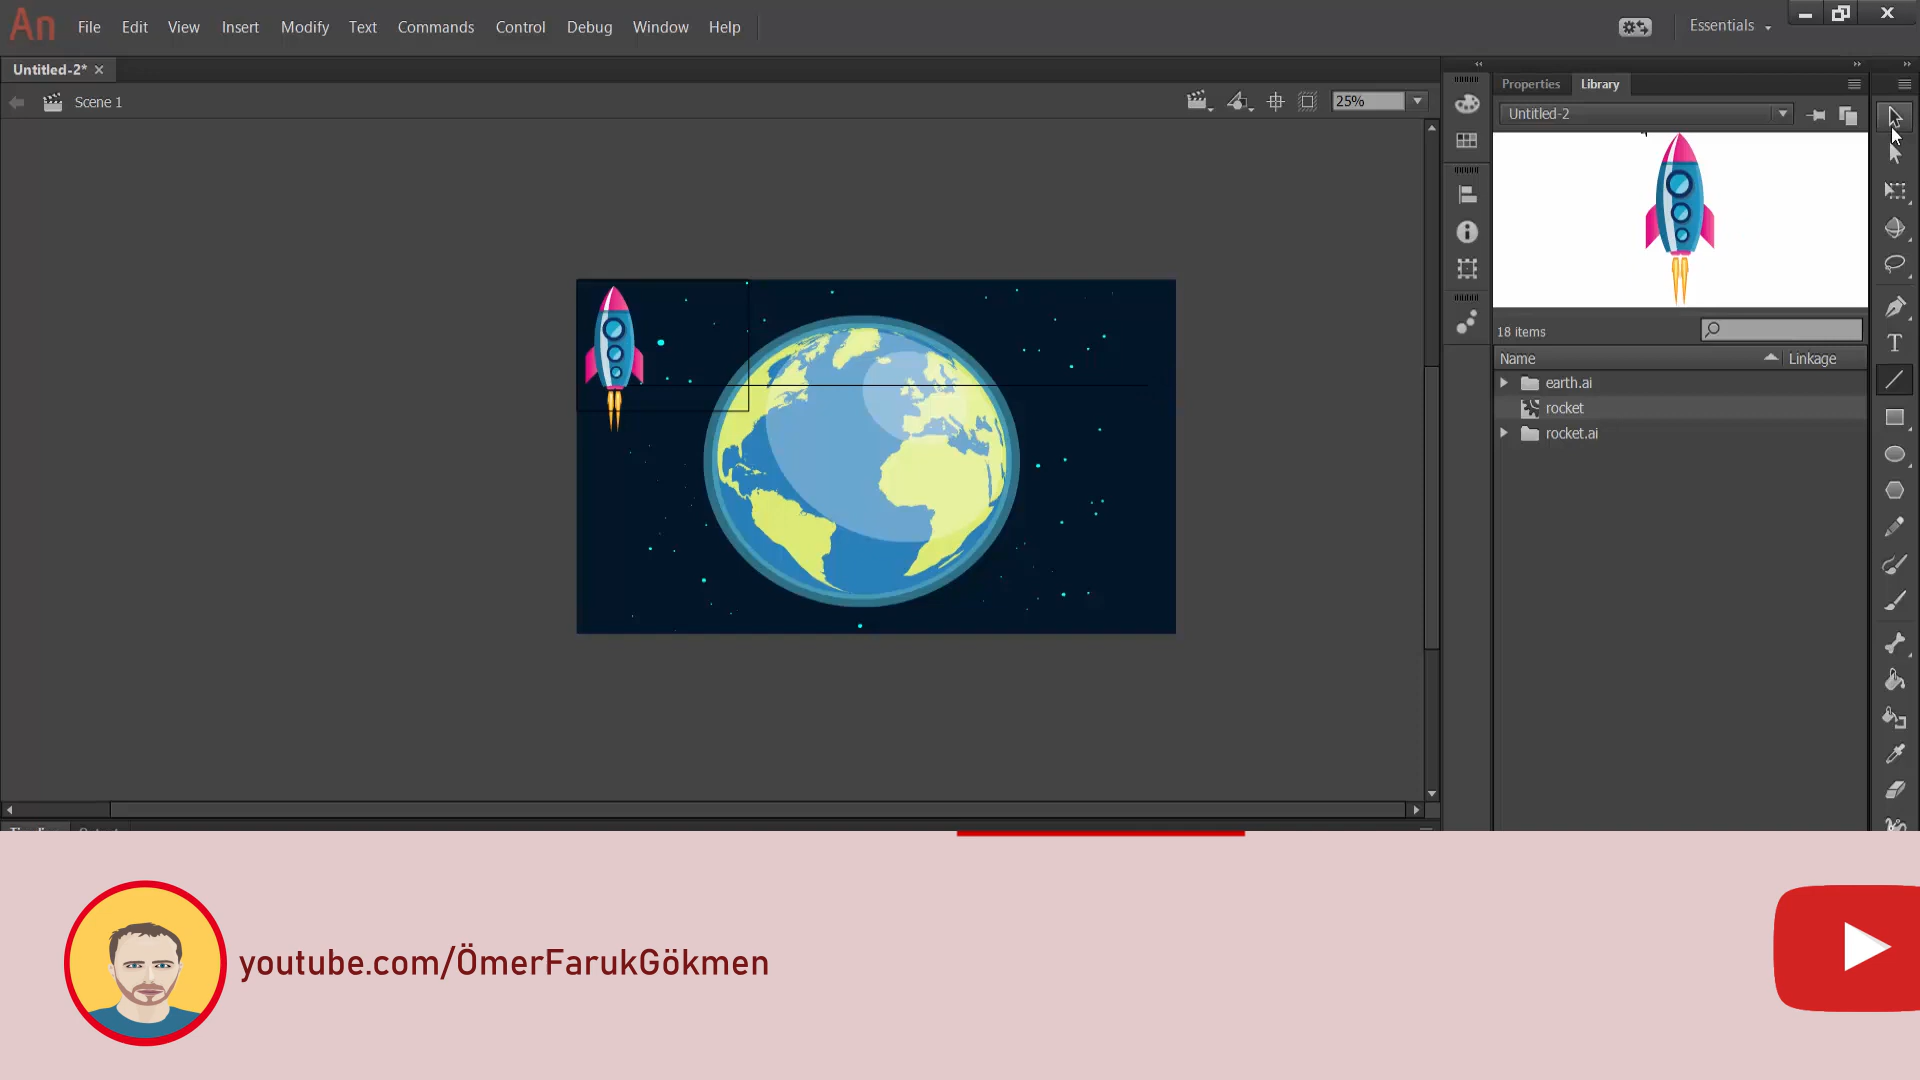 An File Edit View Insert Modify Text Commands Control Debug Window Help Essentials
Untitled-2* ×
Properties Library
Scene 1
25%
Untitled-2
18 items
Name Linkage
earth.ai
rocket
rocket.ai
youtube.com/ÖmerFarukGökmen